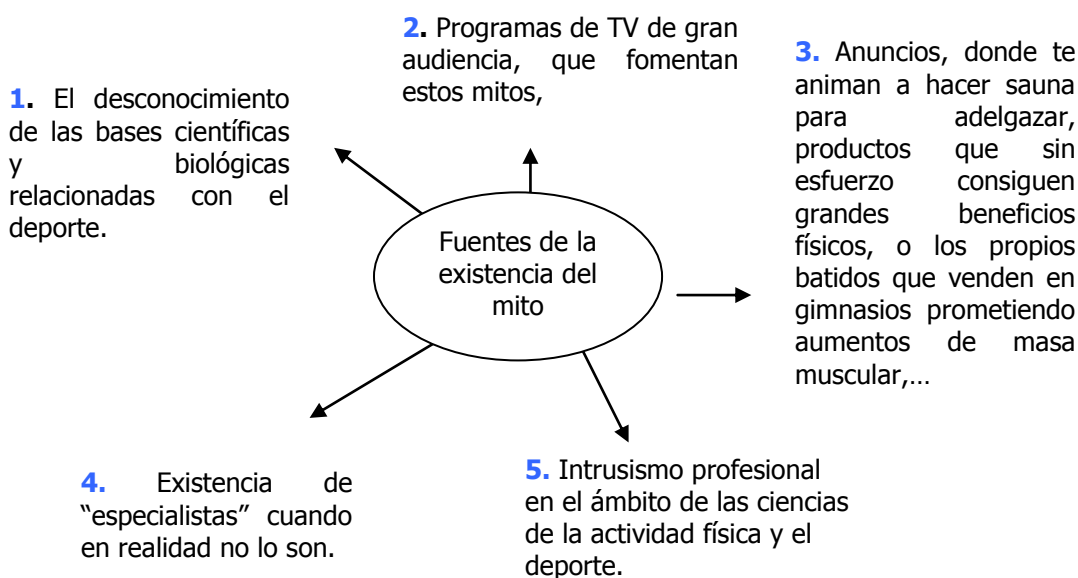 1. El desconocimiento
de las bases científicas
y biológicas
relacionadas con el
deporte.
2. Programas de TV de gran
audiencia, que fomentan
estos mitos,
3. Anuncios, donde te
animan a hacer sauna
para adelgazar,
productos que sin
esfuerzo consiguen
grandes beneficios
físicos, o los propios
batidos que venden en
gimnasios prometiendo
aumentos de masa
muscular,...
Fuentes de la
existencia del
mito
4. Existencia de
“especialistas” cuando
en realidad no lo son.
5. Intrusismo profesional
en el ámbito de las ciencias
de la actividad física y el
deporte.